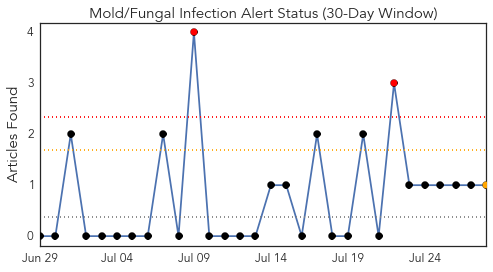 Mold/Fungal Infection Alert Status (30-Day Window)
Articles Found
4
3
2
1
0
Jun 29 Jul 04 Jul 09 Jul 14 Jul 19 Jul 24